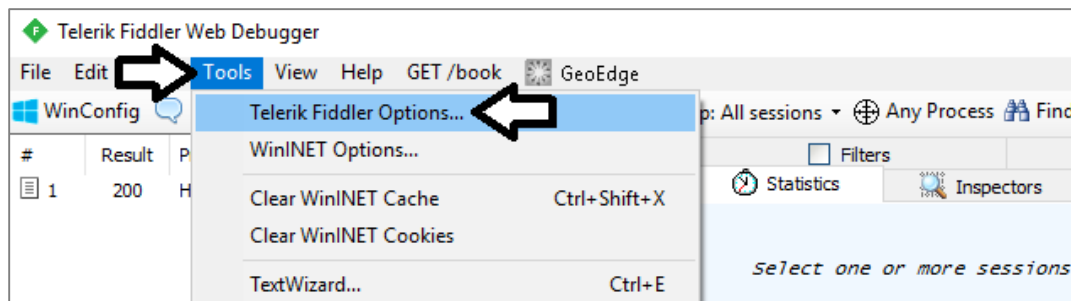 Telerik Fiddler Web Debugger
File Edit Tools View Help GET /book GeoEdge
WinConfig All sessions Any Process Find
# Result Filters
1 200 Statistics Inspectors
Telerik Fiddler Options...
WinINET Options...
Clear WinINET Cache Ctrl+Shift+X
Clear WinINET Cookies
Select one or more sessions
TextWizard... Ctrl+E